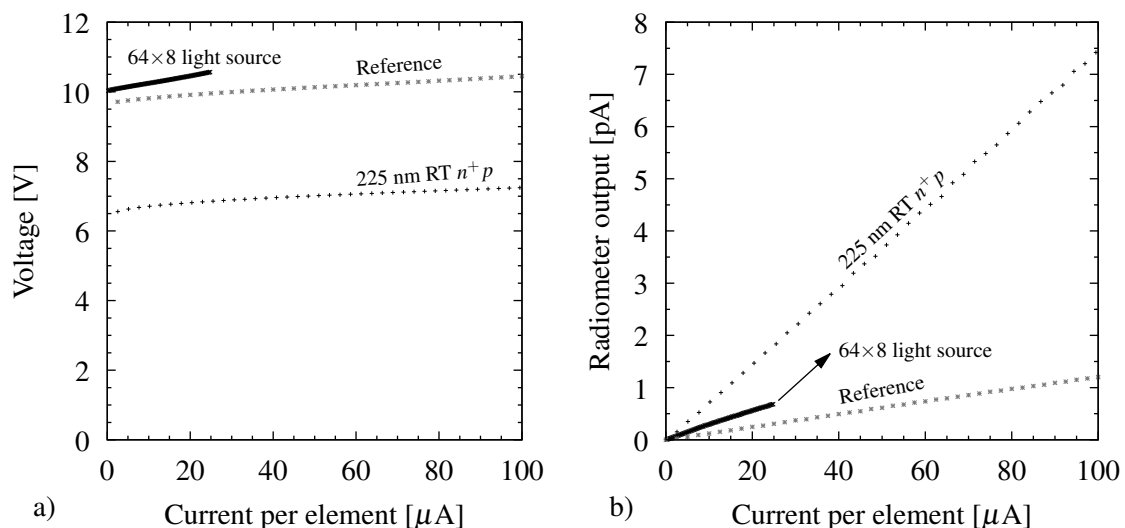 12
10
8
6
4
2
0
0 20 40 60 80 100
Voltage [V]
Current per element [μA]
64×8 light source
Reference
225 nm RT n⁺p
a)
8
7
6
5
4
3
2
1
0
0 20 40 60 80 100
Radiometer output [pA]
Current per element [μA]
225 nm RT n⁺p
64×8 light source
Reference
b)